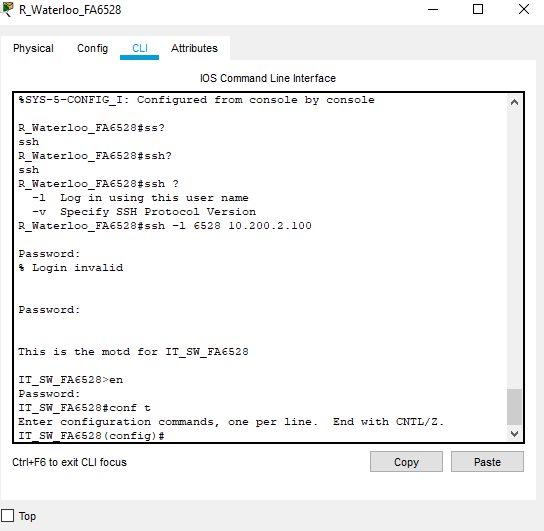 R_Waterloo_FA6528
Physical Config CLI Attributes
IOS Command Line Interface
%SYS-5-CONFIG_I: Configured from console by console
R_Waterloo_FA6528#ss?
ssh
R_Waterloo_FA6528#ssh?
ssh
R_Waterloo_FA6528#ssh ?
-l Log in using this user name
-v Specify SSH Protocol Version
R_Waterloo_FA6528#ssh -l 6528 10.200.2.100
Password:
% Login invalid
Password:
This is the motd for IT_SW_FA6528
IT_SW_FA6528>en
Password:
IT_SW_FA6528#conf t
Enter configuration commands, one per line. End with CNTL/Z.
IT_SW_FA6528(config)#
Ctrl+F6 to exit CLI focus
Copy Paste
Top